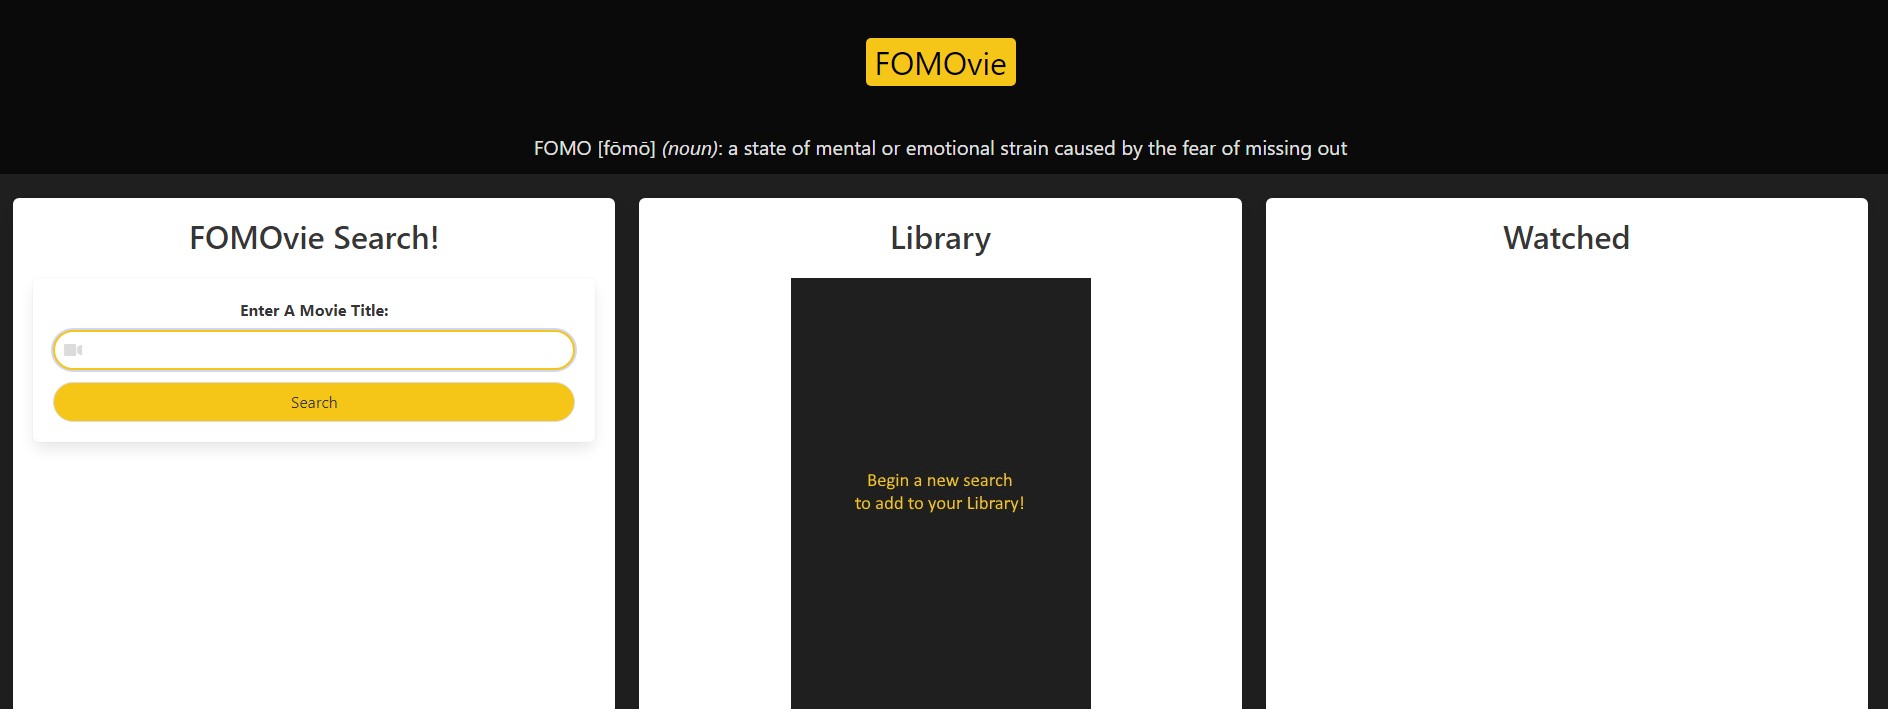 FOMOvie
FOMO [fōmō] (noun): a state of mental or emotional strain caused by the fear of missing out
FOMOvie Search!
Enter A Movie Title:
Search
Library
Begin a new search
to add to your Library!
Watched